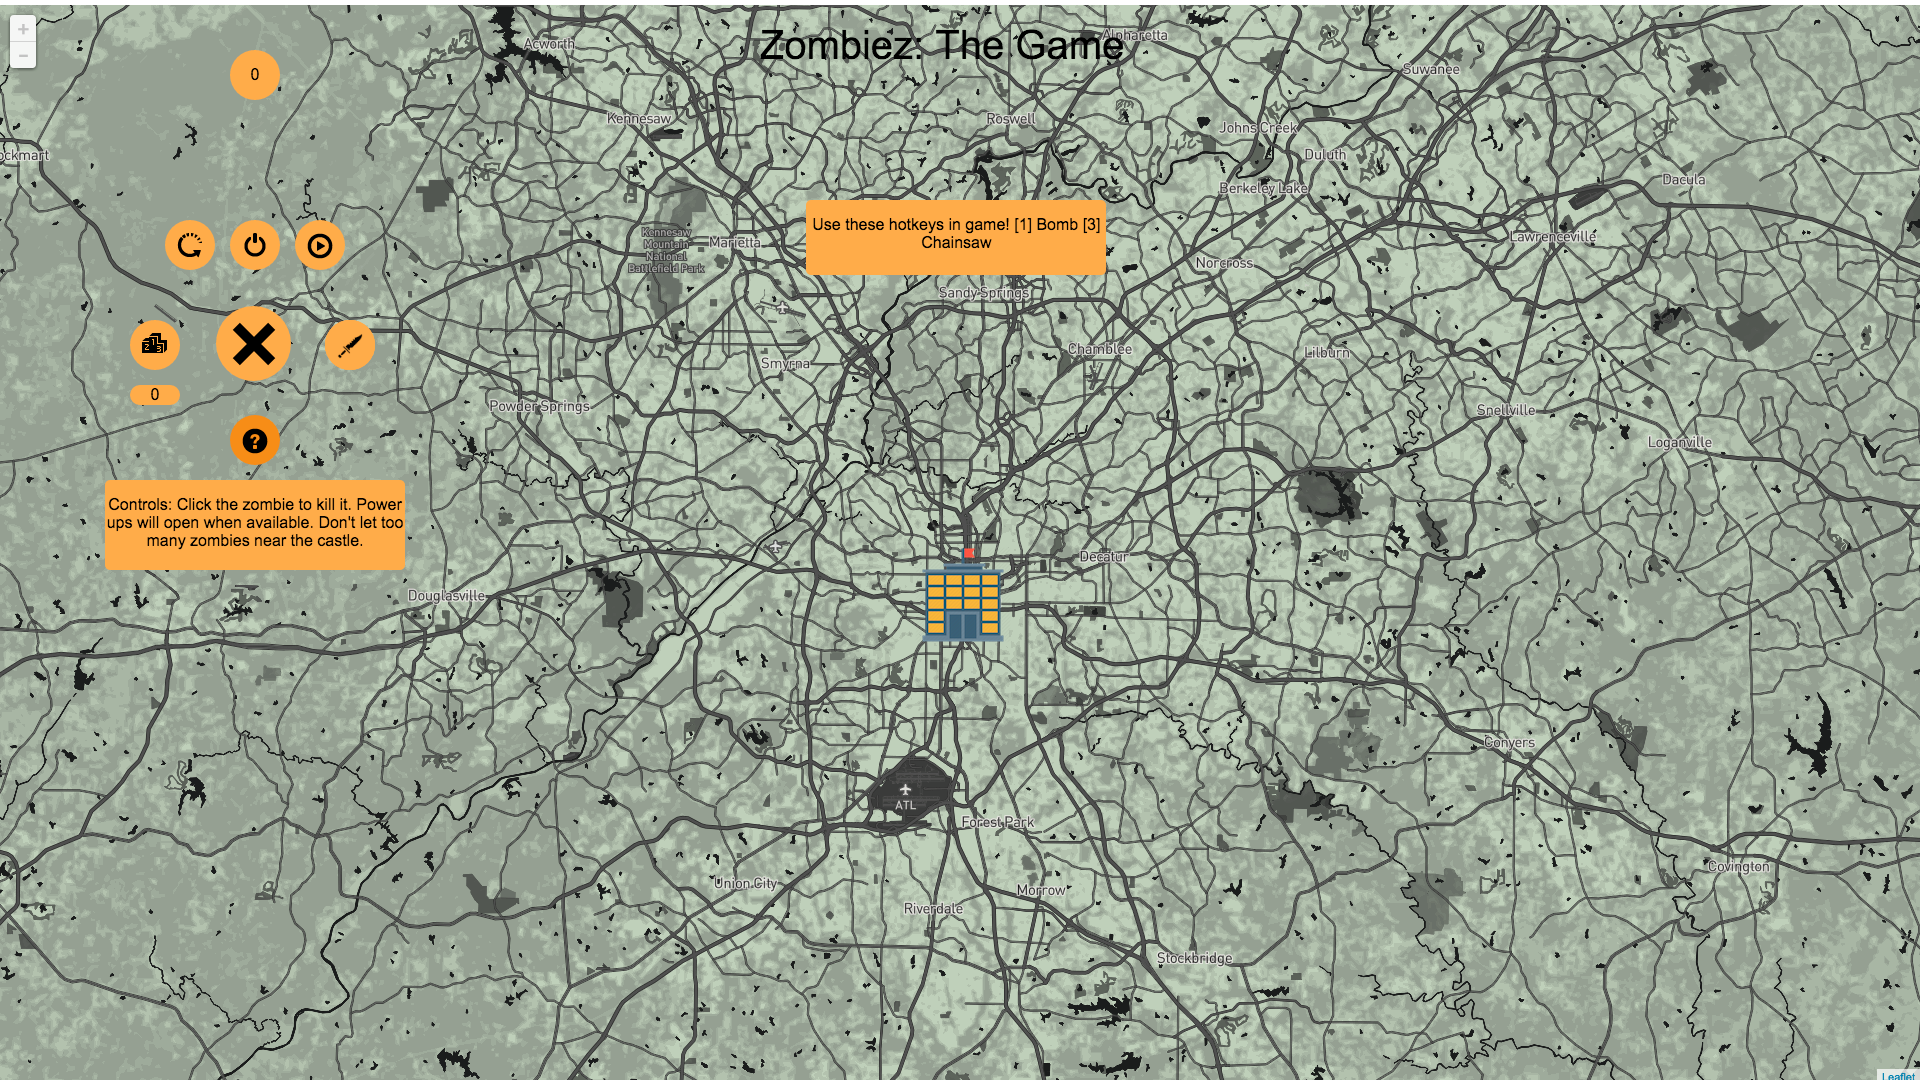 +
−
Zombiez: The Game
Acworth
Alpharetta
Suwanee
0
Kennesaw
Roswell
Johns Creek
Duluth
ockmart
Berkeley Lake
Dacula
Use these hotkeys in game! [1] Bomb [3]
Chainsaw
Kennesaw
Mountain
National
Battlefield Park
Marietta
Lawrenceville
Norcross
Sandy Springs
2 1 3
Chamblee
Lilburn
Smyrna
0
Powder Springs
Snellville
?
Loganville
Controls: Click the zombie to kill it. Power
ups will open when available. Don't let too
many zombies near the castle.
Decatur
Douglasville
Conyers
ATL
Forest Park
Covington
Union City
Morrow
Riverdale
Stockbridge
Leaflet